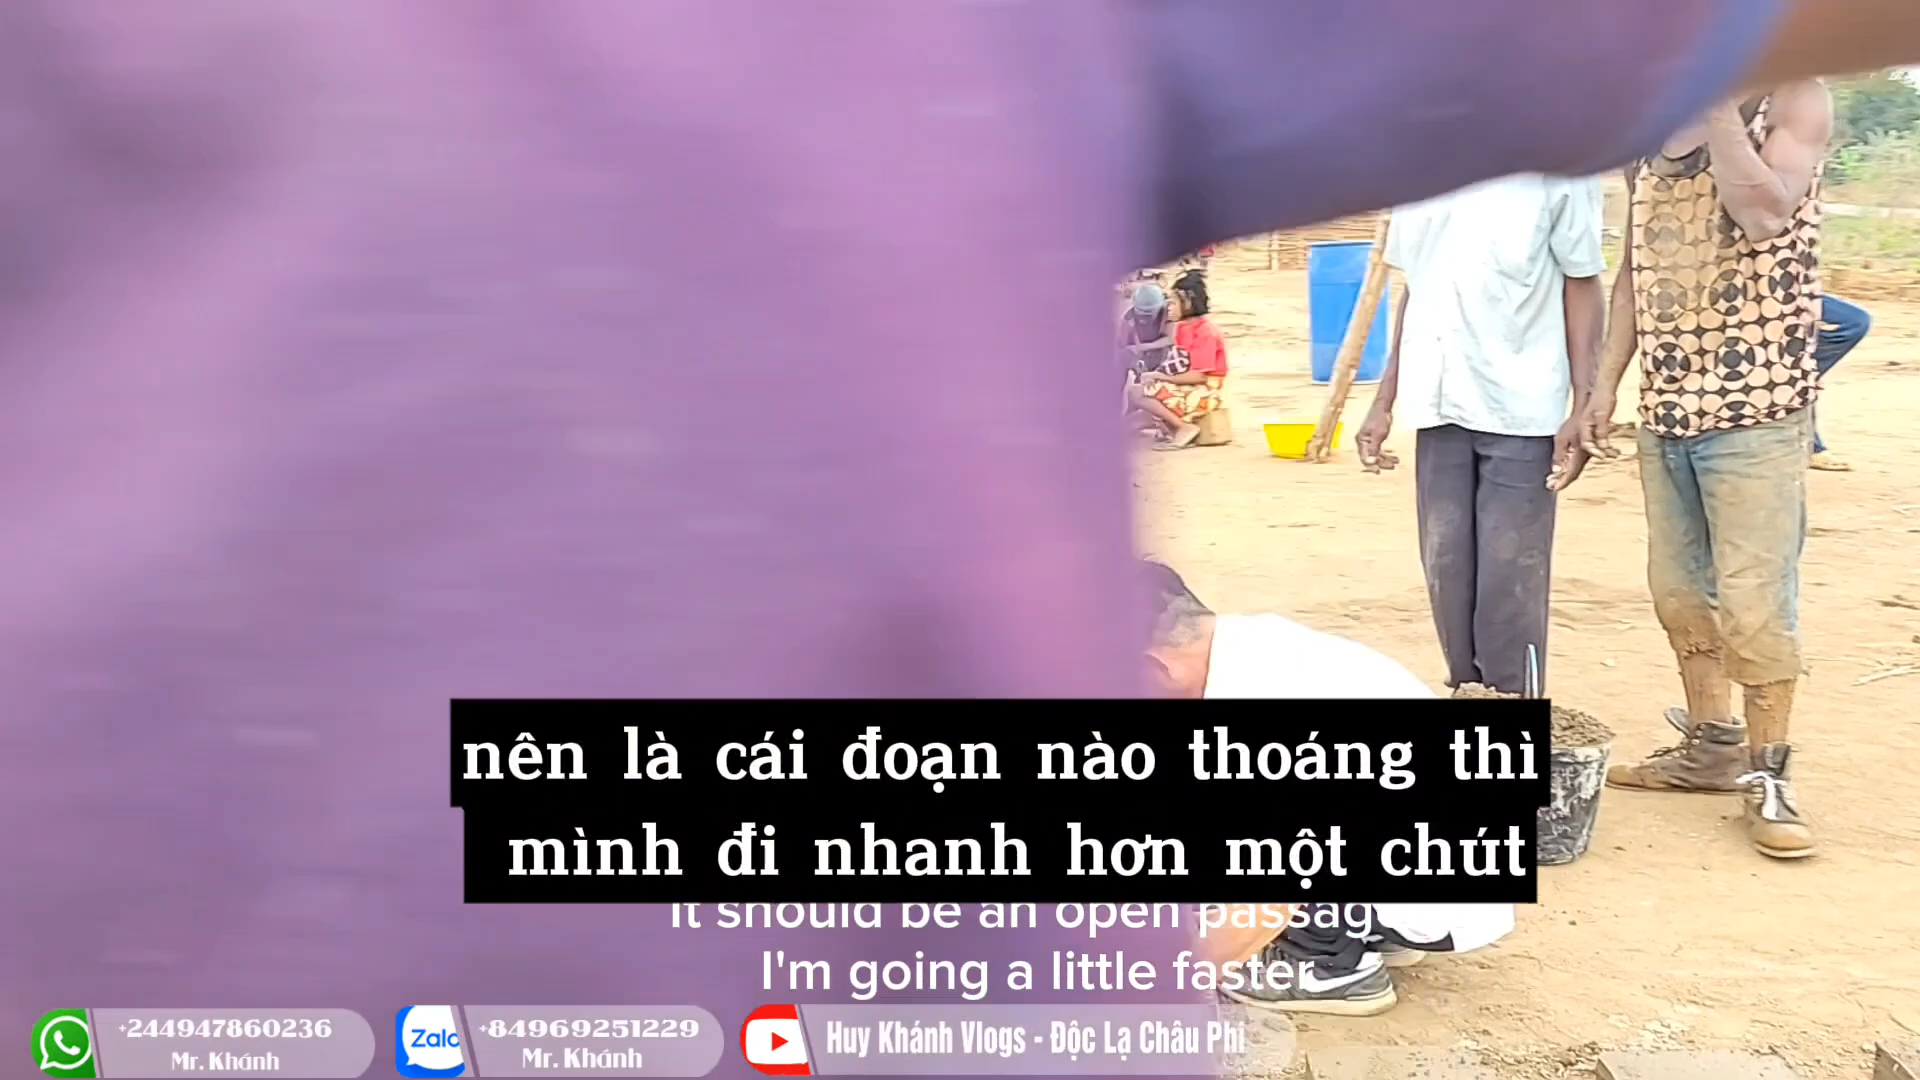 nên là cái đoạn nào thoáng thì
mình đi nhanh hơn một chút
It should be an open passag
I'm going a little faster
+244947860236
Mr. Khánh
Zalo
+84969251229
Mr. Khánh
Huy Khánh Vlogs - Độc Lạ Châu Phi